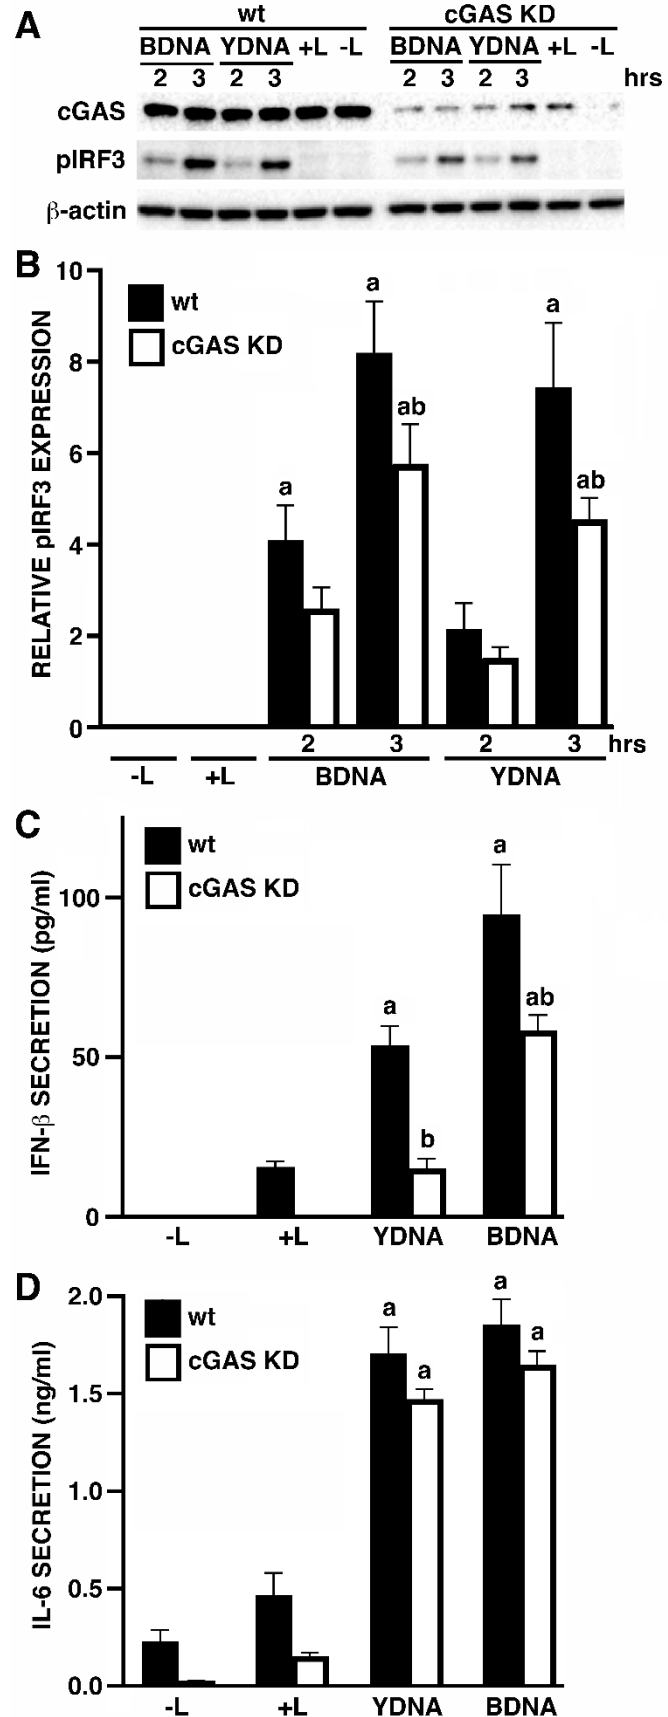 A
wt cGAS KD
BDNA YDNA +L -L BDNA YDNA +L -L
2 3 2 3 2 3 2 3 hrs
cGAS
pIRF3
β-actin
B
RELATIVE pIRF3 EXPRESSION
10
8
6
4
2
0
wt
cGAS KD
a
a
ab
a
ab
2 3 2 3 hrs
-L +L BDNA YDNA
C
IFN-β SECRETION (pg/ml)
100
50
0
wt
cGAS KD
a
b
a
ab
-L +L YDNA BDNA
D
IL-6 SECRETION (ng/ml)
2.0
1.5
1.0
0.5
0.0
wt
cGAS KD
a
a
a
a
-L +L YDNA BDNA